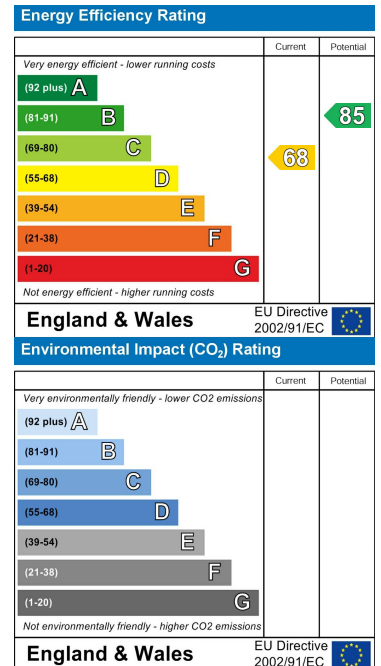 Energy Efficiency Rating
Current Potential
Very energy efficient - lower running costs
(92 plus) A
(81-91) B
85
(69-80) C
68
(55-68) D
(39-54) E
(21-38) F
(1-20) G
Not energy efficient - higher running costs
England & Wales
EU Directive
2002/91/EC
Environmental Impact (CO₂) Rating
Current Potential
Very environmentally friendly - lower CO2 emissions
(92 plus) A
(81-91) B
(69-80) C
(55-68) D
(39-54) E
(21-38) F
(1-20) G
Not environmentally friendly - higher CO2 emissions
England & Wales
EU Directive
2002/91/EC